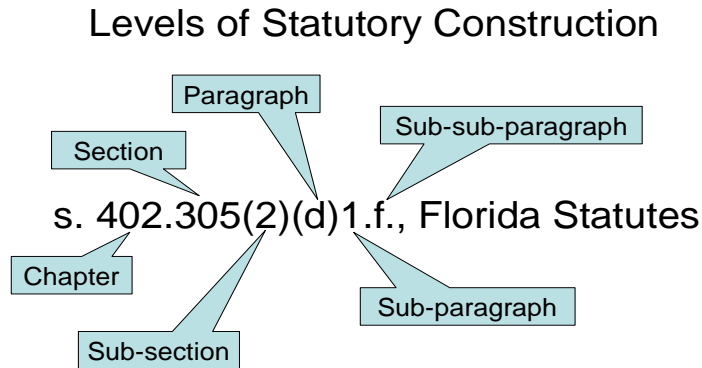 Levels of Statutory Construction
Paragraph
Sub-sub-paragraph
Section
s. 402.305(2)(d)1.f., Florida Statutes
Chapter
Sub-paragraph
Sub-section